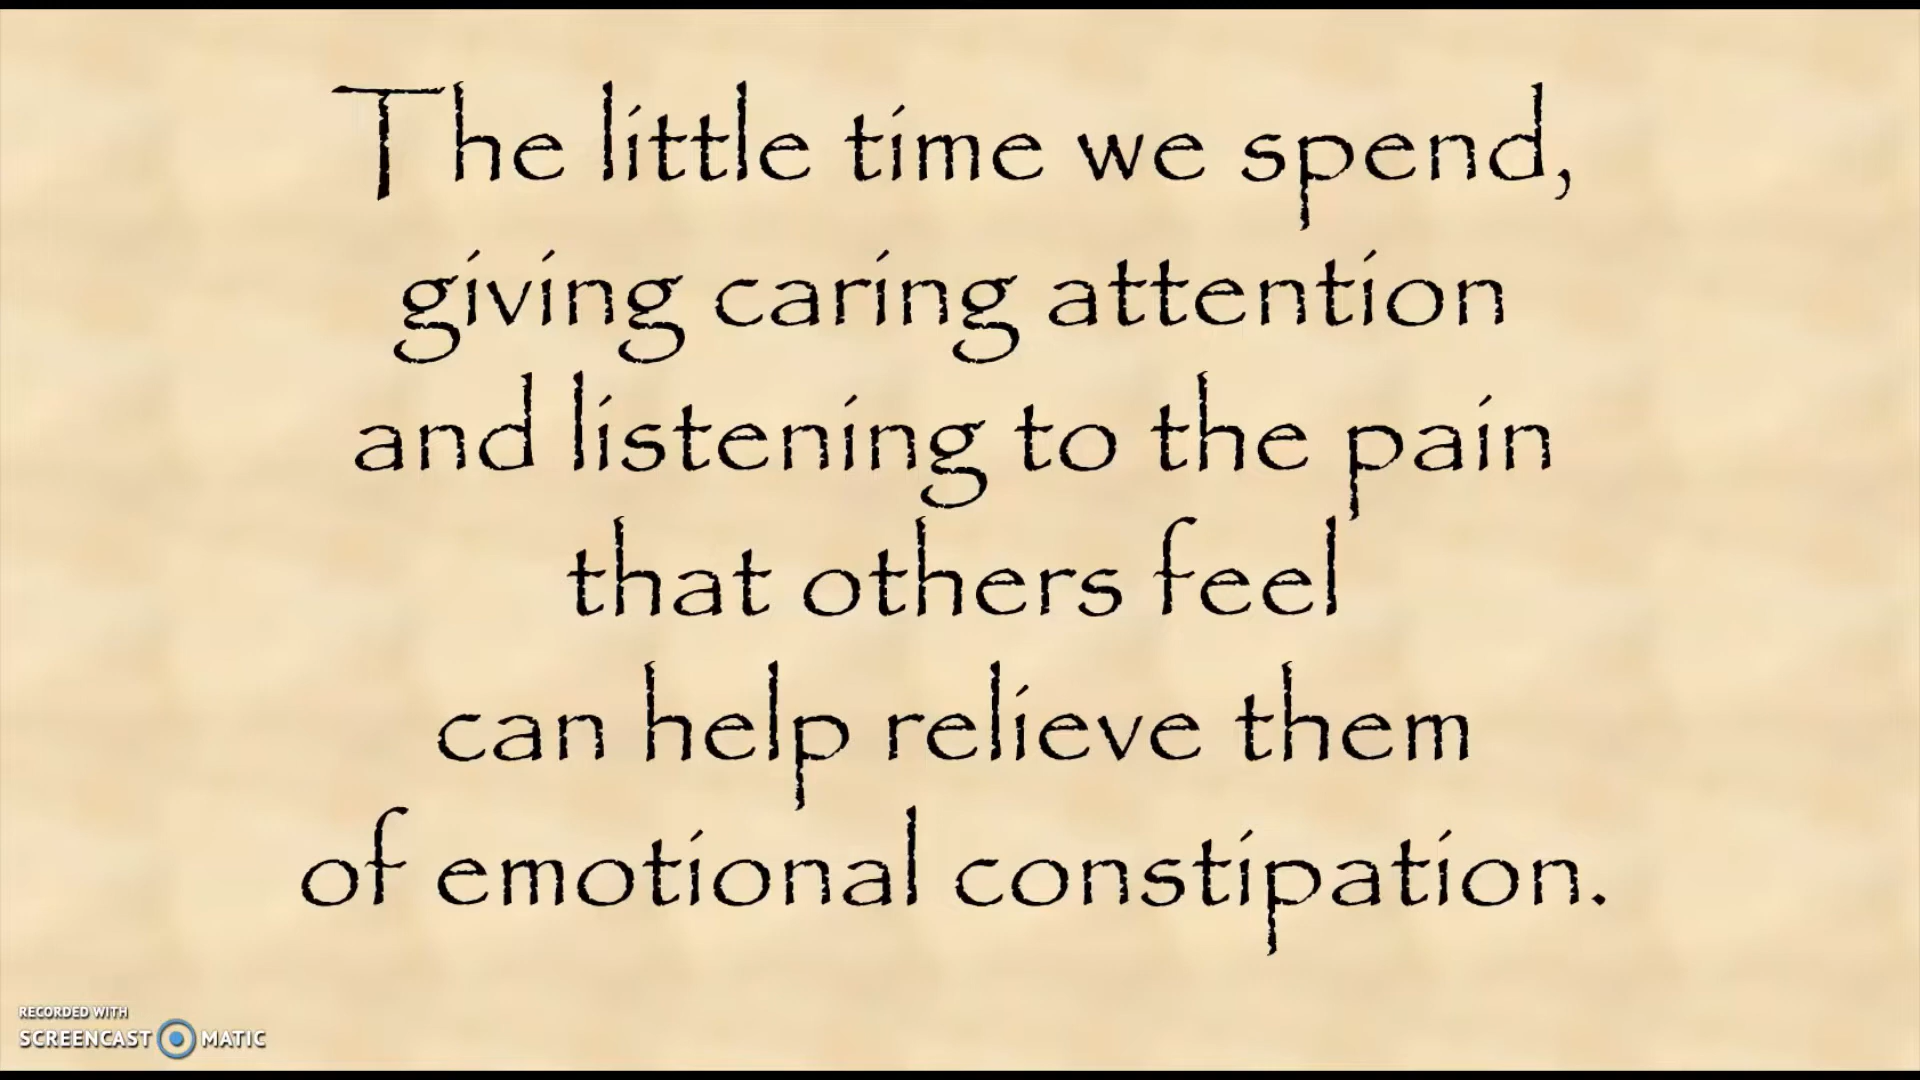 The little time we spend,
giving caring attention
and listening to the pain
that others feel
can help relieve them
of emotional constipation.
RECORDED WITH
SCREENCAST MATIC